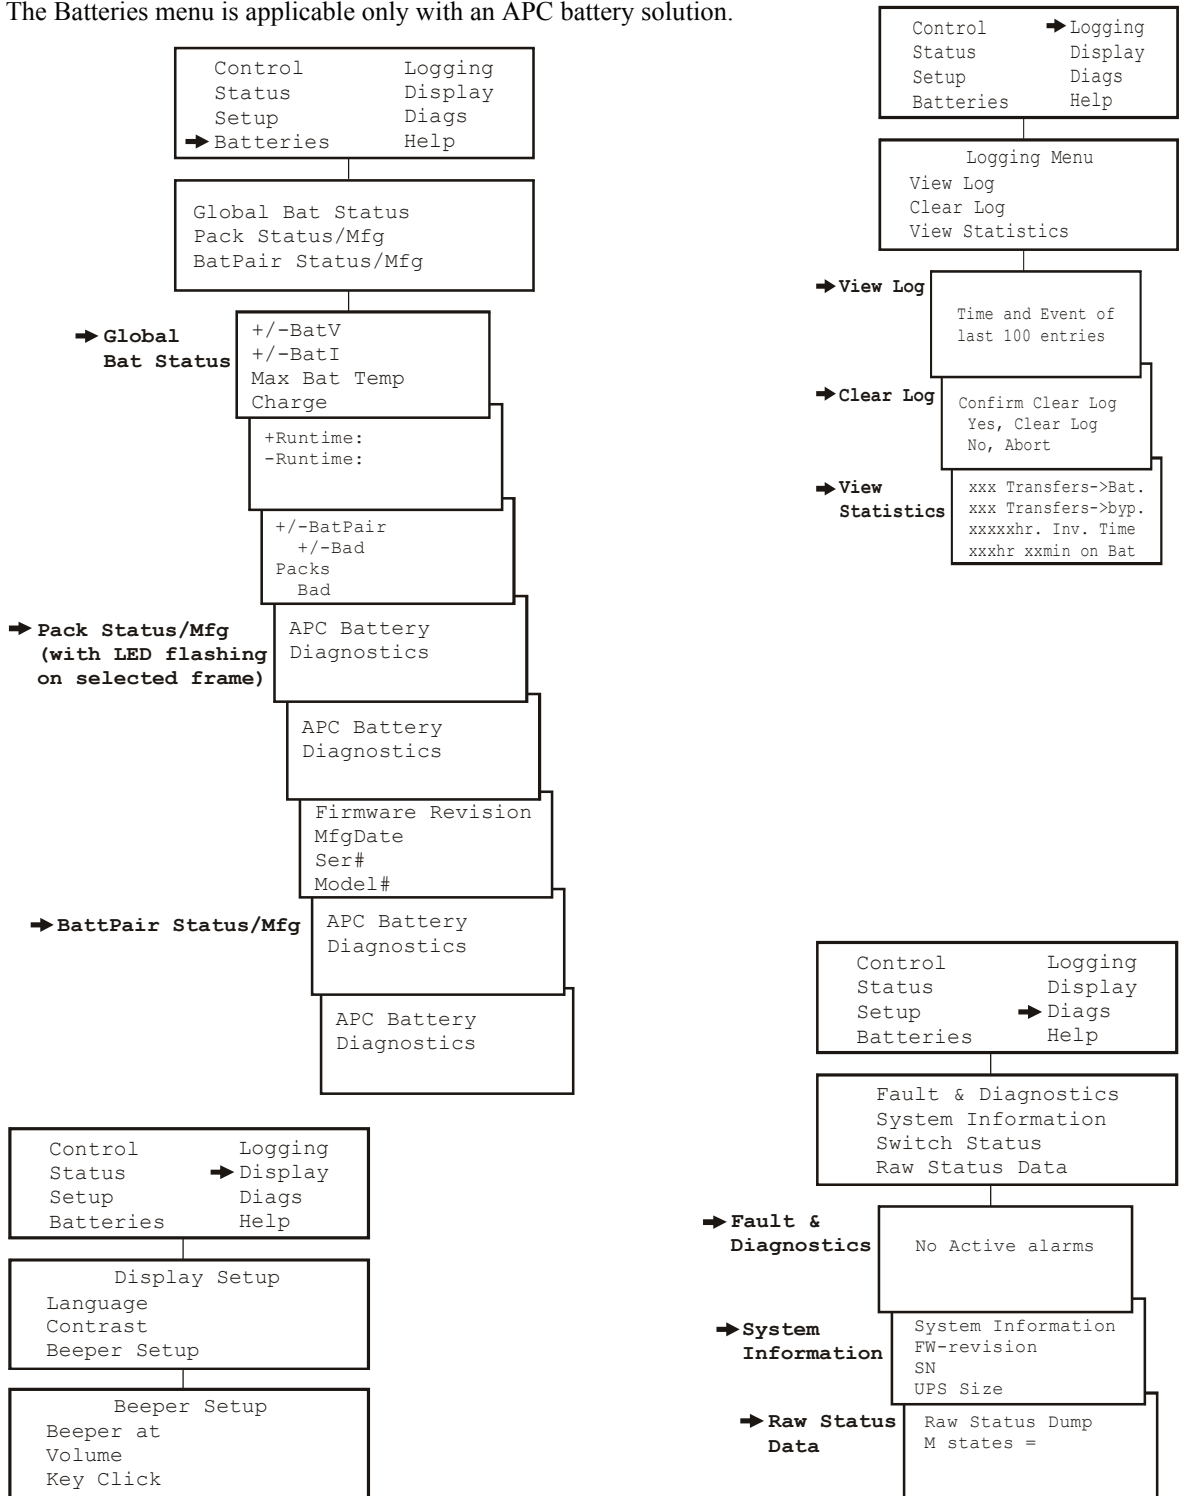 The Batteries menu is applicable only with an APC battery solution.
Control Logging
Status Display
Setup Diags
Batteries Help
Global Bat Status
Pack Status/Mfg
BatPair Status/Mfg
Global
Bat Status
+/-BatV
+/-BatI
Max Bat Temp
Charge
+Runtime:
-Runtime:
+/-BatPair
+/-Bad
Packs
Bad
Pack Status/Mfg
(with LED flashing
on selected frame)
APC Battery
Diagnostics
APC Battery
Diagnostics
Firmware Revision
MfgDate
Ser#
Model#
BattPair Status/Mfg
APC Battery
Diagnostics
APC Battery
Diagnostics
Control Logging
Status Display
Setup Diags
Batteries Help
Display Setup
Language
Contrast
Beeper Setup
Beeper Setup
Beeper at
Volume
Key Click
Control Logging
Status Display
Setup Diags
Batteries Help
Logging Menu
View Log
Clear Log
View Statistics
View Log
Time and Event of
last 100 entries
Clear Log
Confirm Clear Log
Yes, Clear Log
No, Abort
View
Statistics
xxx Transfers->Bat.
xxx Transfers->byp.
xxxxxhr. Inv. Time
xxxhr xxmin on Bat
Control Logging
Status Display
Setup Diags
Batteries Help
Fault & Diagnostics
System Information
Switch Status
Raw Status Data
Fault &
Diagnostics
No Active alarms
System
Information
System Information
FW-revision
SN
UPS Size
Raw Status
Data
Raw Status Dump
M states =